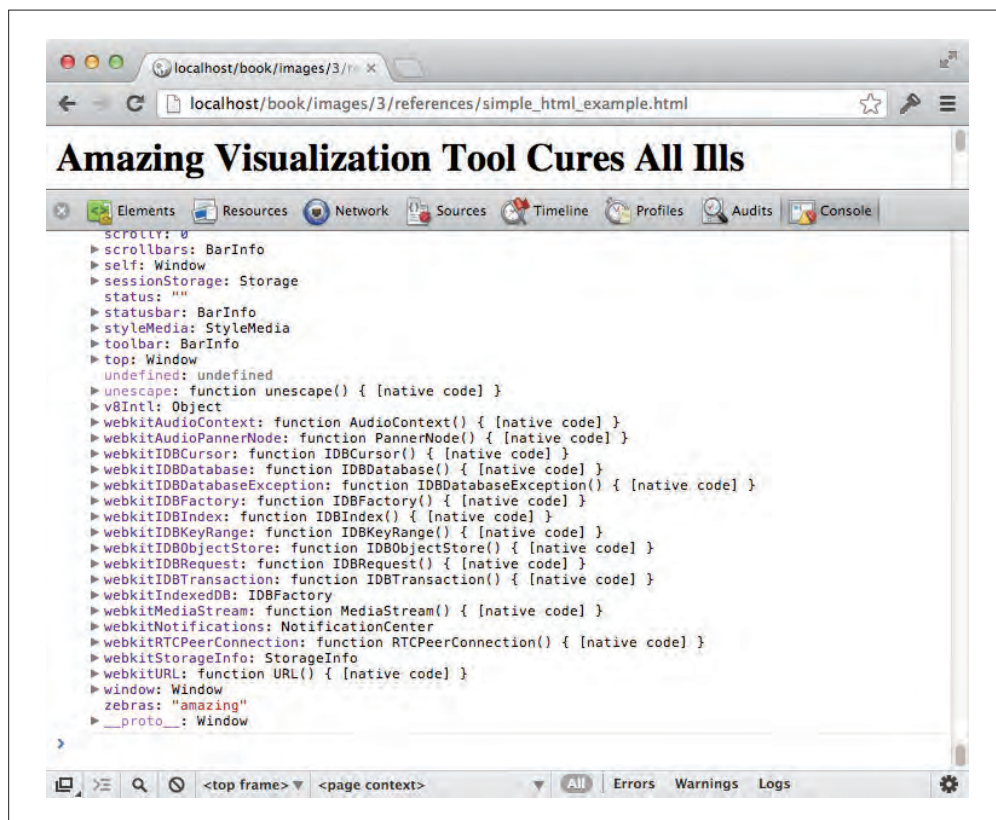 localhost/book/images/3/re
localhost/book/images/3/references/simple_html_example.html
Amazing Visualization Tool Cures All Ills
Elements Resources Network Sources Timeline Profiles Audits Console
scrollY: 0
scrollbars: BarInfo
self: Window
sessionStorage: Storage
status: ""
statusbar: BarInfo
styleMedia: StyleMedia
toolbar: BarInfo
top: Window
undefined: undefined
unescape: function unescape() { [native code] }
v8Intl: Object
webkitAudioContext: function AudioContext() { [native code] }
webkitAudioPannerNode: function PannerNode() { [native code] }
webkitIDBCursor: function IDBCursor() { [native code] }
webkitIDBDatabase: function IDBDatabase() { [native code] }
webkitIDBDatabaseException: function IDBDatabaseException() { [native code] }
webkitIDBFactory: function IDBFactory() { [native code] }
webkitIDBIndex: function IDBIndex() { [native code] }
webkitIDBKeyRange: function IDBKeyRange() { [native code] }
webkitIDBObjectStore: function IDBObjectStore() { [native code] }
webkitIDBRequest: function IDBRequest() { [native code] }
webkitIDBTransaction: function IDBTransaction() { [native code] }
webkitIndexedDB: IDBFactory
webkitMediaStream: function MediaStream() { [native code] }
webkitNotifications: NotificationCenter
webkitRTCPeerConnection: function RTCPeerConnection() { [native code] }
webkitStorageInfo: StorageInfo
webkitURL: function URL() { [native code] }
window: Window
zebras: "amazing"
__proto__: Window
<top frame> <page context> All Errors Warnings Logs